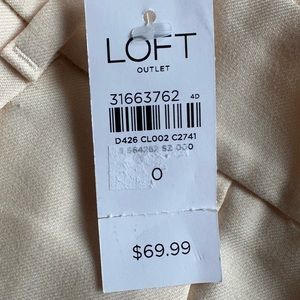 LOFT
OUTLET
31663762 4D
D426 CL002 C2741
0
$69.99